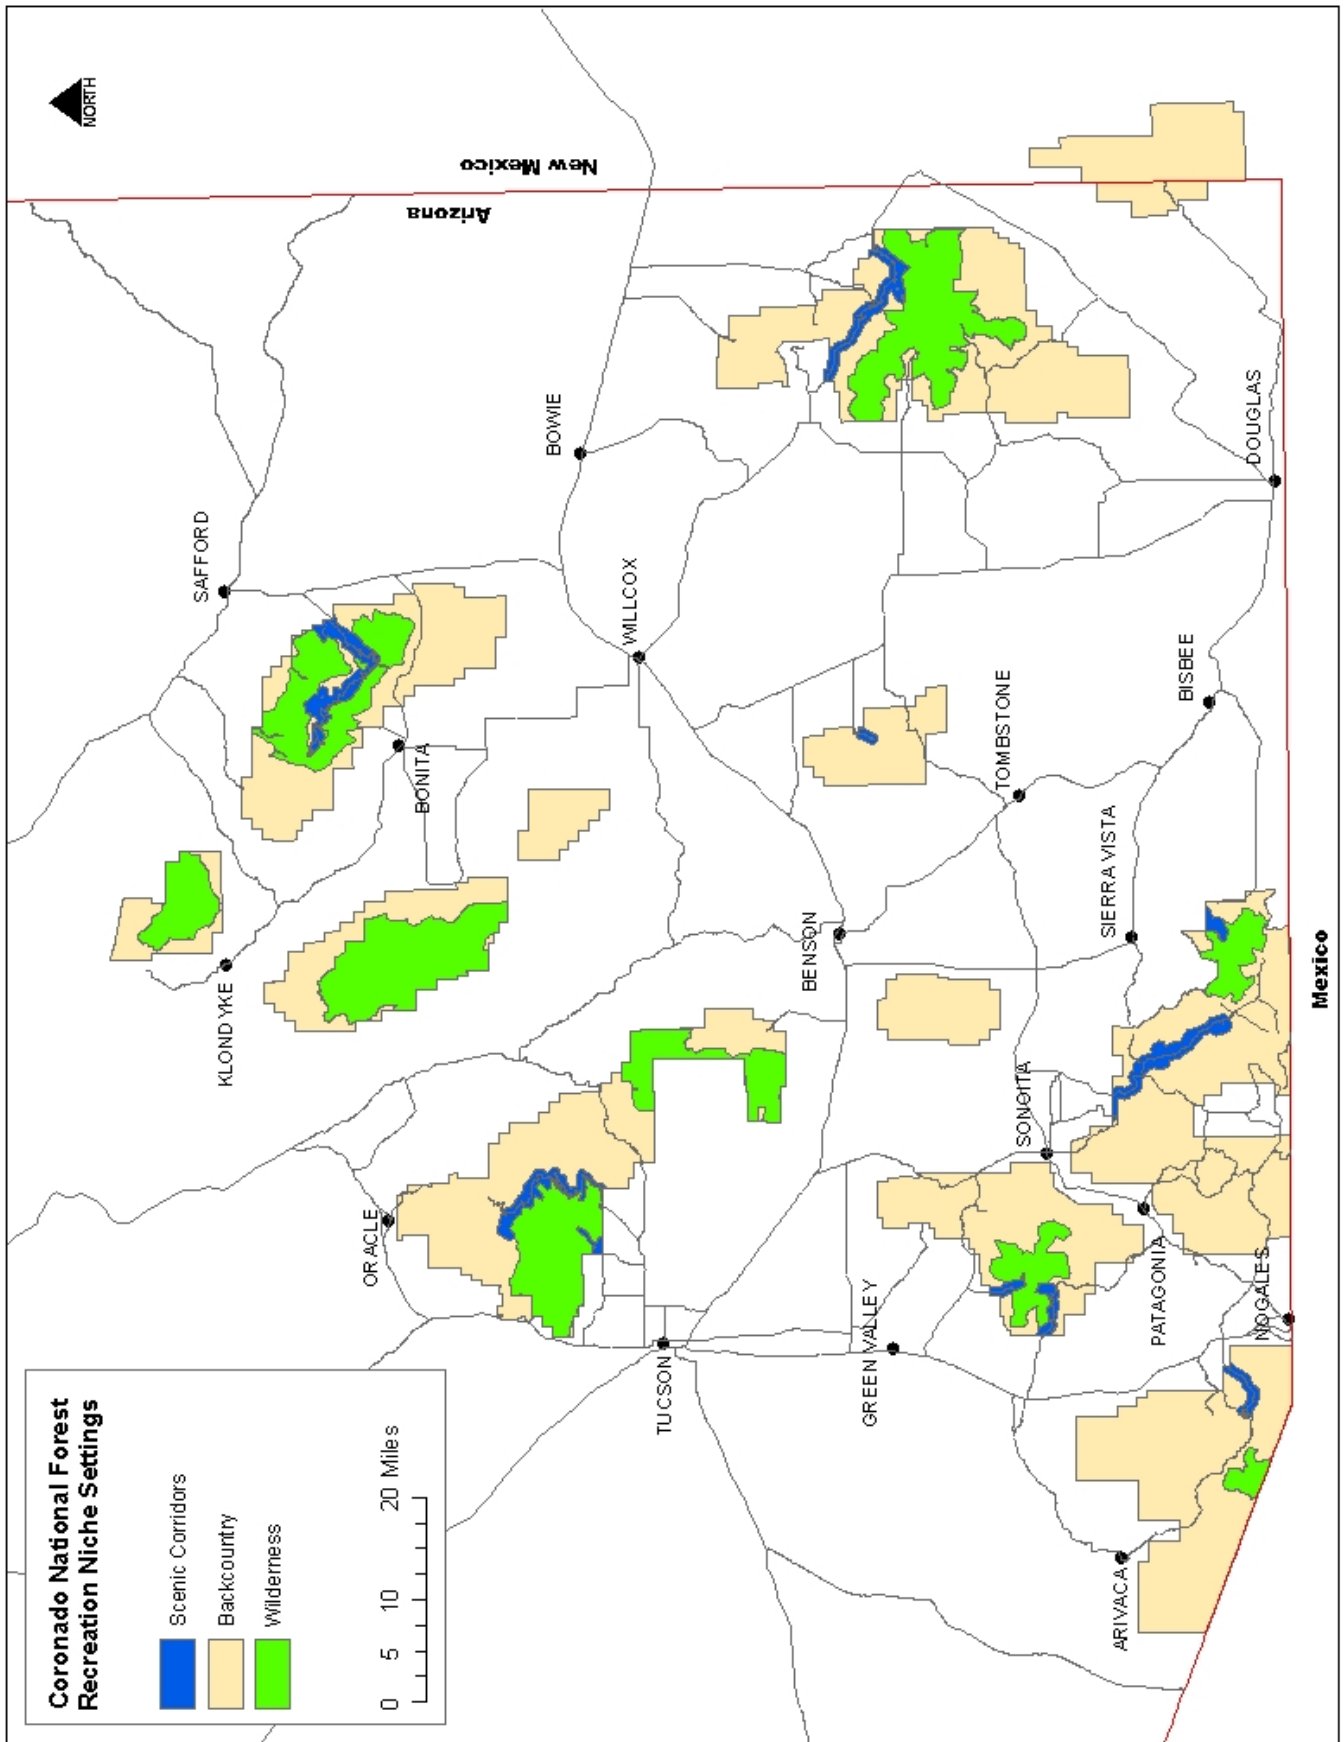 Coronado National Forest
Recreation Niche Settings
Scenic Corridors
Backcountry
Wilderness
0 5 10 20 Miles
NORTH
New Mexico
Arizona
SAFFORD
KLONDYKE
BONITA
BOWIE
ORACLE
WILLCOX
TUCSON
BENSON
GREEN VALLEY
TOMBSTONE
SONOITA
SIERRA VISTA
ARIVACA
PATAGONIA
BISBEE
NOGALES
DOUGLAS
Mexico